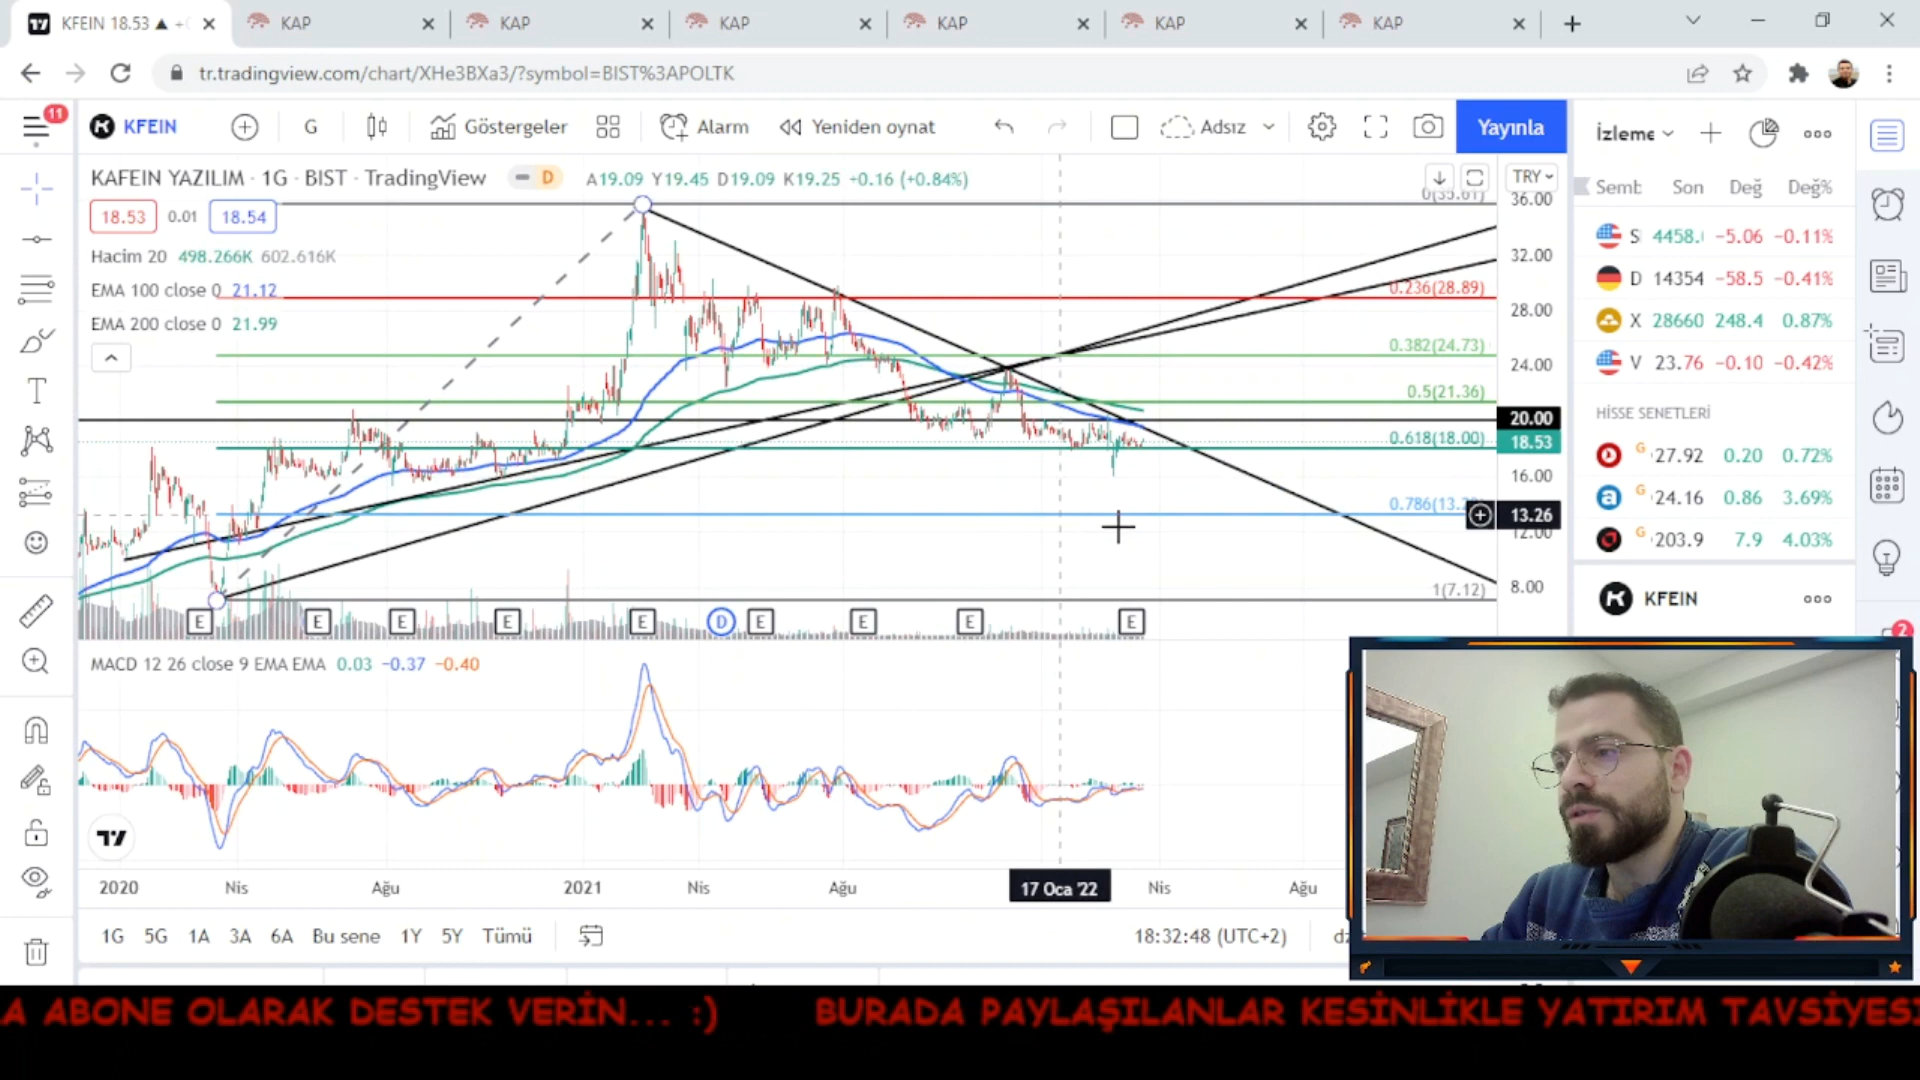 KFEIN 18.53 ▲
KAP
KAP
KAP
KAP
KAP
KAP
tr.tradingview.com/chart/XHe3BXa3/?symbol=BIST%3APOLTK
11
KFEIN
G
Göstergeler
Alarm
Yeniden oynat
Adsız
Yayınla
İzleme
KAFEIN YAZILIM · 1G · BIST · TradingView
D
A19.09 Y19.45 D19.09 K19.25 +0.16 (+0.84%)
TRY
Semb Son Değ Değ%
18.53 0.01 18.54
Hacim 20 498.266K 602.616K
EMA 100 close 0 21.12
EMA 200 close 0 21.99
0(35.61)
0.236(28.89)
0.382(24.73)
0.5(21.36)
0.618(18.00)
1(7.12)
36.00
32.00
28.00
24.00
20.00
18.53
16.00
13.26
12.00
8.00
S 4458. −5.06 −0.11%
D 14354 −58.5 −0.41%
X 28660 248.4 0.87%
V 23.76 −0.10 −0.42%
HİSSE SENETLERİ
G 27.92 0.20 0.72%
G 24.16 0.86 3.69%
G 203.9 7.9 4.03%
KFEIN
2
E E E E E D E E E E
MACD 12 26 close 9 EMA EMA 0.03 −0.37 −0.40
2020 Nis Ağu 2021 Nis Ağu 17 Oca '22 Nis Ağu
1G 5G 1A 3A 6A Bu sene 1Y 5Y Tümü
18:32:48 (UTC+2)
A ABONE OLARAK DESTEK VERİN... :) BURADA PAYLAŞILANLAR KESİNLİKLE YATIRIM TAVSİYESİ